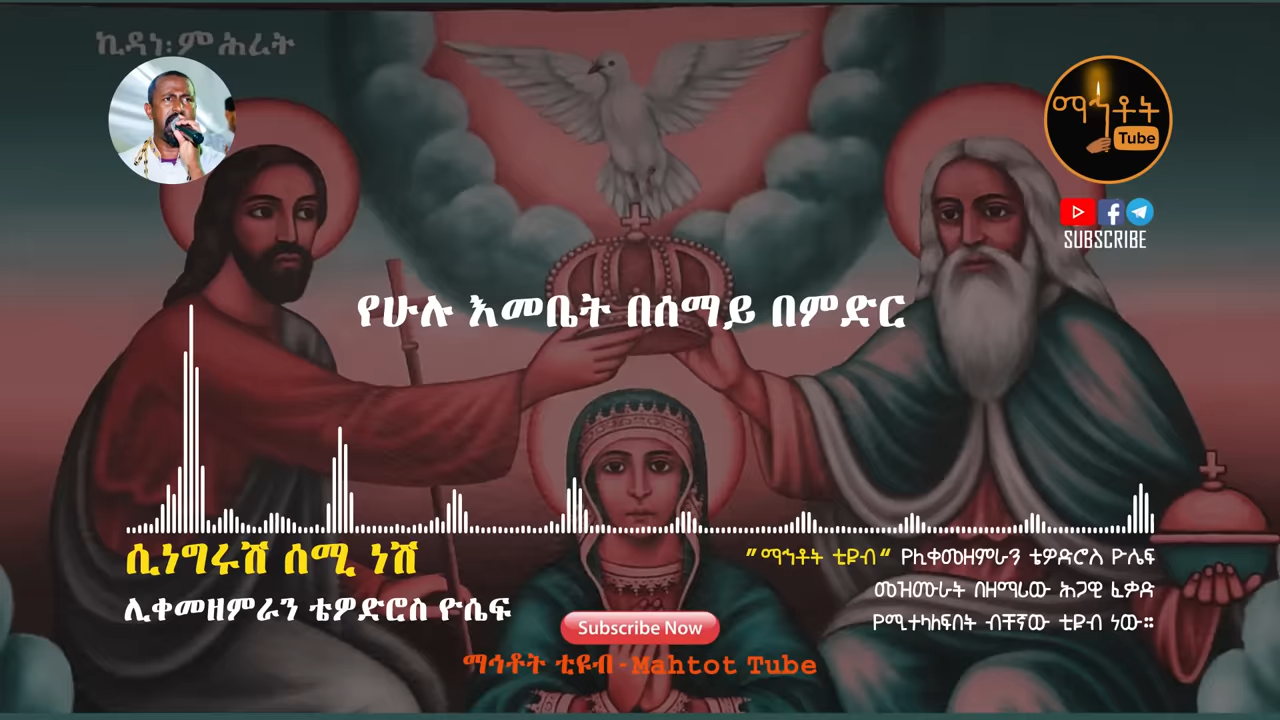 ኪዳነ፡ምሕረት
ማኅቶት
Tube
SUBSCRIBE
የሁሉ እመቤት በሰማይ በምድር
ሲነግሩሽ ሰሚ ነሽ
ሊቀመዘምራን ቴዎድሮስ ዮሴፍ
"ማኅቶት ቲዩብ" የሊቀመዘምራን ቴዎድሮስ ዮሴፍ
መዝሙራት በዘማሪው ሕጋዊ ፈቃድ
የሚተላለፍበት ብቸኛው ቲዩብ ነው።
Subscribe Now
ማኅቶት ቲዩብ-Mahtot Tube